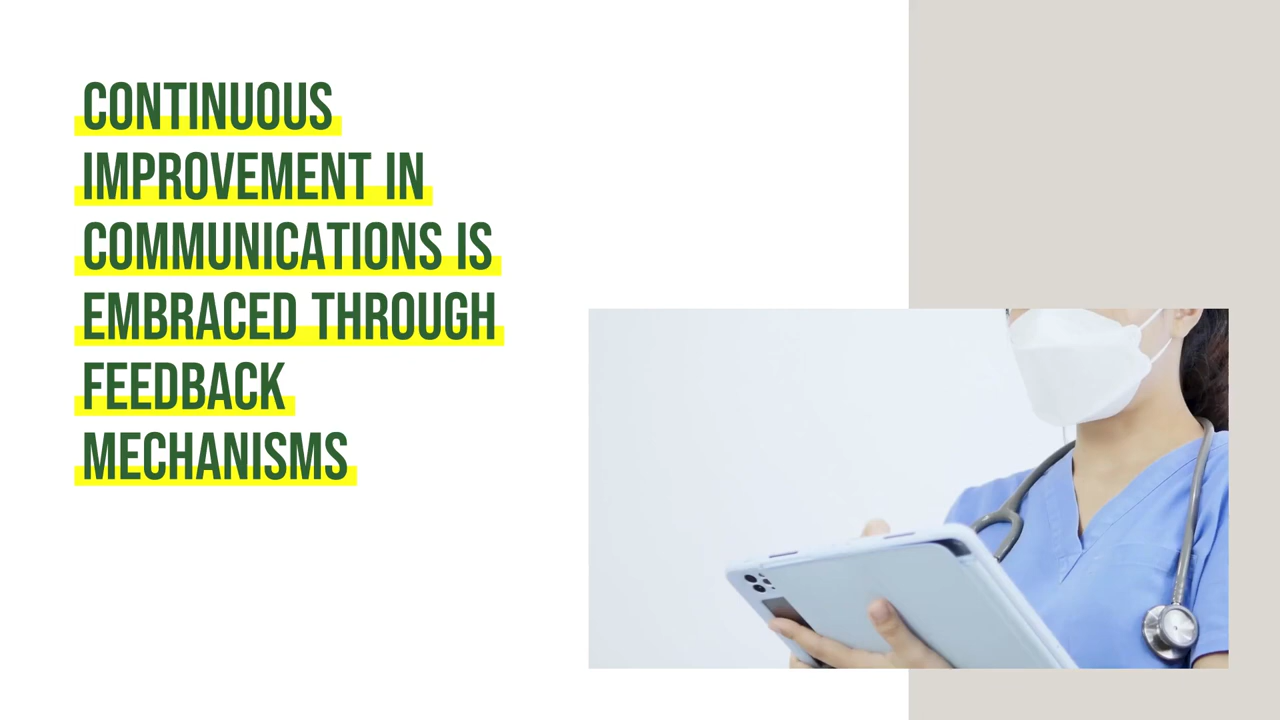 CONTINUOUS
IMPROVEMENT IN
COMMUNICATIONS IS
EMBRACED THROUGH
FEEDBACK
MECHANISMS